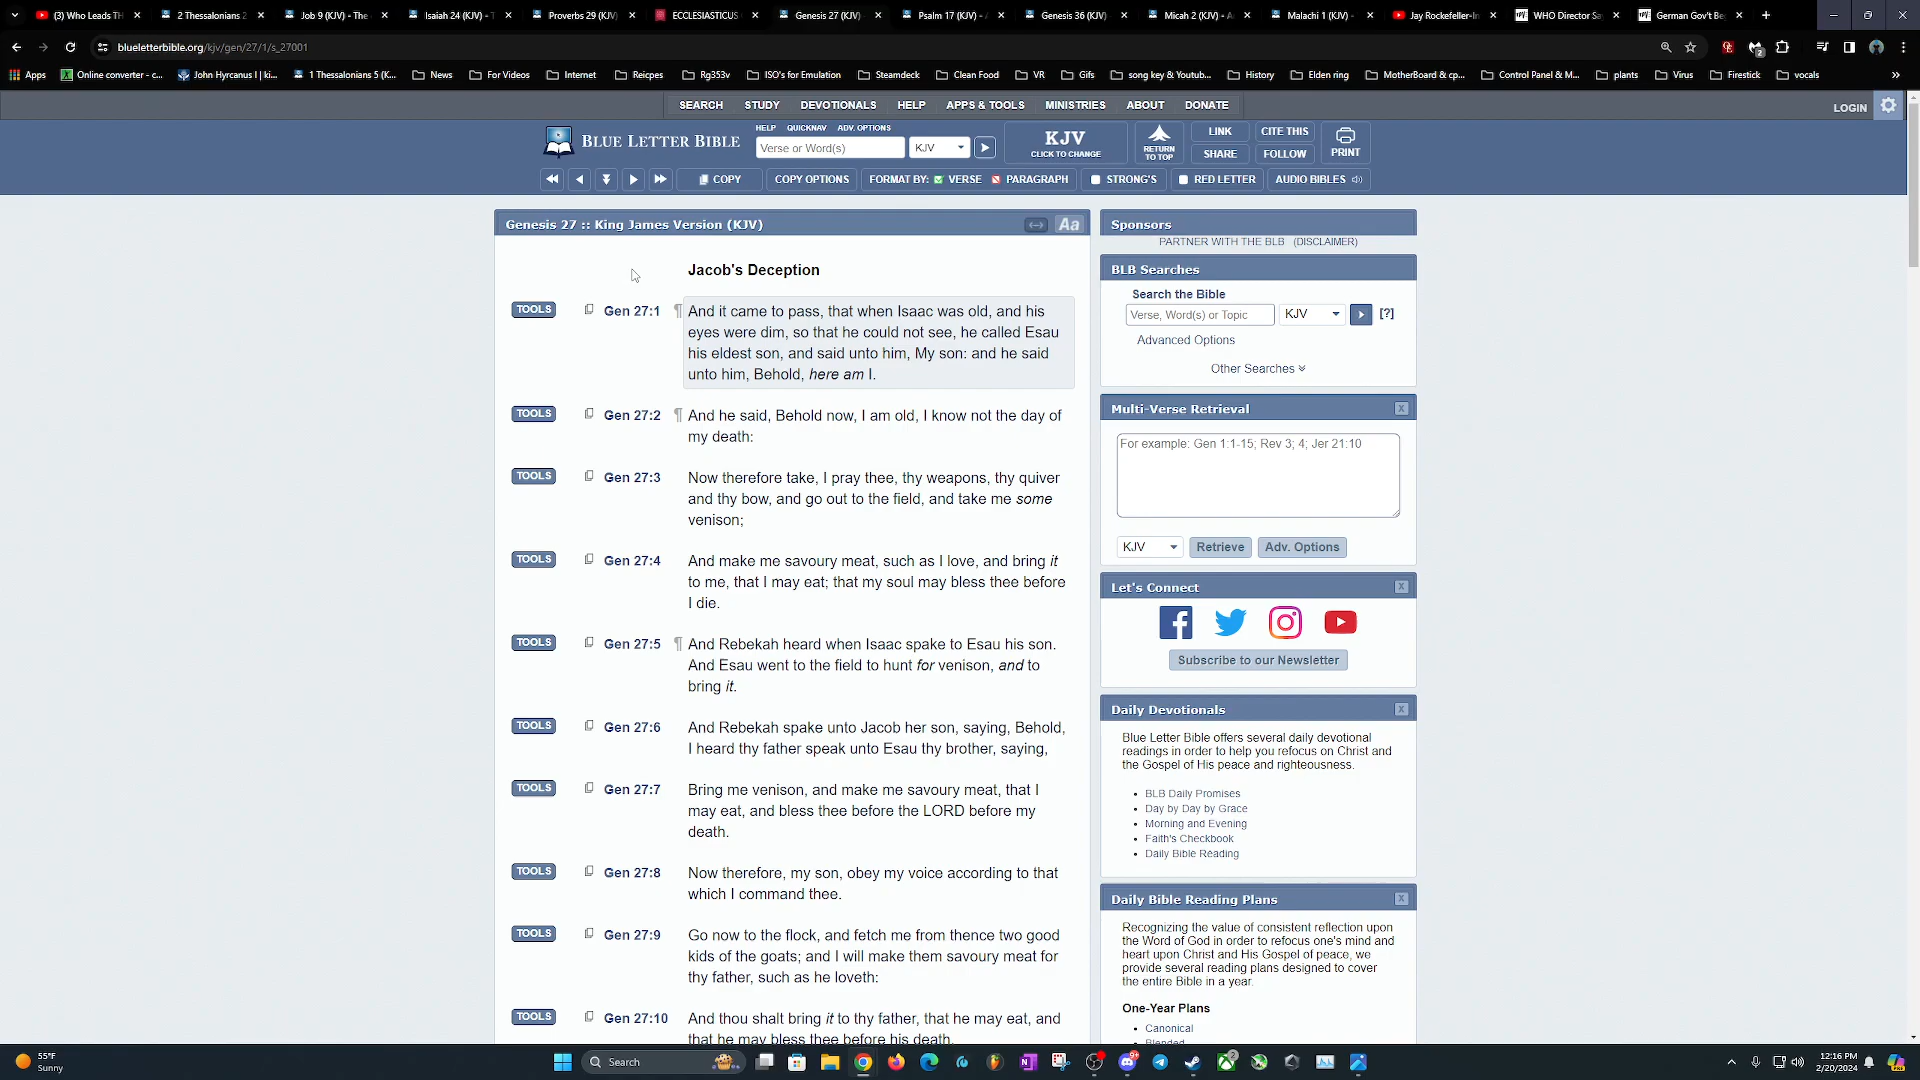 (3) Who Leads TH
2 Thessalonians 2
Job 9 (KJV) - The
Isaiah 24 (KJV) - T
Proverbs 29 (KJV)
ECCLESIASTICUS
Genesis 27 (KJV)
Psalm 17 (KJV) - A
Genesis 36 (KJV)
Micah 2 (KJV) - A
Malachi 1 (KJV) -
Jay Rockefeller-In
WHO Director Sa
German Gov't Be
blueletterbible.org/kjv/gen/27/1/s_27001
Apps
Online converter - c...
John Hyrcanus I | ki...
1 Thessalonians 5 (K...
News
For Videos
Internet
Reicpes
Rg353v
ISO's for Emulation
Steamdeck
Clean Food
VR
Gifs
song key & Youtub...
History
Elden ring
MotherBoard & cp...
Control Panel & M...
plants
Virus
Firestick
vocals
»
SEARCH STUDY DEVOTIONALS HELP APPS & TOOLS MINISTRIES ABOUT DONATE
LOGIN
BLUE LETTER BIBLE
HELP QUICKNAV ADV. OPTIONS
Verse or Word(s)
KJV
KJV
CLICK TO CHANGE
RETURN
TO TOP
LINK
SHARE
CITE THIS
FOLLOW
PRINT
COPY
COPY OPTIONS
FORMAT BY: VERSE PARAGRAPH
STRONG'S
RED LETTER
AUDIO BIBLES
Genesis 27 :: King James Version (KJV)
Aa
Jacob's Deception
TOOLS Gen 27:1 ¶ And it came to pass, that when Isaac was old, and his
eyes were dim, so that he could not see, he called Esau
his eldest son, and said unto him, My son: and he said
unto him, Behold, here am I.
TOOLS Gen 27:2 ¶ And he said, Behold now, I am old, I know not the day of
my death:
TOOLS Gen 27:3 Now therefore take, I pray thee, thy weapons, thy quiver
and thy bow, and go out to the field, and take me some
venison;
TOOLS Gen 27:4 And make me savoury meat, such as I love, and bring it
to me, that I may eat; that my soul may bless thee before
I die.
TOOLS Gen 27:5 ¶ And Rebekah heard when Isaac spake to Esau his son.
And Esau went to the field to hunt for venison, and to
bring it.
TOOLS Gen 27:6 And Rebekah spake unto Jacob her son, saying, Behold,
I heard thy father speak unto Esau thy brother, saying,
TOOLS Gen 27:7 Bring me venison, and make me savoury meat, that I
may eat, and bless thee before the LORD before my
death.
TOOLS Gen 27:8 Now therefore, my son, obey my voice according to that
which I command thee.
TOOLS Gen 27:9 Go now to the flock, and fetch me from thence two good
kids of the goats; and I will make them savoury meat for
thy father, such as he loveth:
TOOLS Gen 27:10 And thou shalt bring it to thy father, that he may eat, and
that he may bless thee before his death.
Sponsors
PARTNER WITH THE BLB (DISCLAIMER)
BLB Searches
Search the Bible
Verse, Word(s) or Topic
KJV
[?]
Advanced Options
Other Searches
Multi-Verse Retrieval
X
For example: Gen 1:1-15; Rev 3; 4; Jer 21:10
KJV
Retrieve
Adv. Options
Let's Connect
X
Subscribe to our Newsletter
Daily Devotionals
X
Blue Letter Bible offers several daily devotional
readings in order to help you refocus on Christ and
the Gospel of His peace and righteousness.
• BLB Daily Promises
• Day by Day by Grace
• Morning and Evening
• Faith's Checkbook
• Daily Bible Reading
Daily Bible Reading Plans
X
Recognizing the value of consistent reflection upon
the Word of God in order to refocus one's mind and
heart upon Christ and His Gospel of peace, we
provide several reading plans designed to cover
the entire Bible in a year.
One-Year Plans
• Canonical
• Blended
55°F
Sunny
Search
12:16 PM
2/20/2024